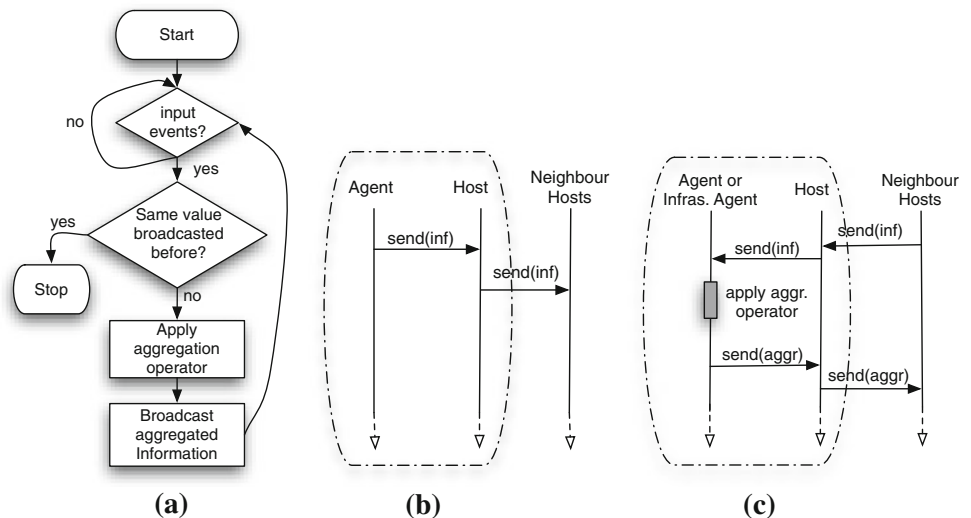 Start
input
events?
no
yes
Same value
broadcasted
before?
yes
Stop
no
Apply
aggregation
operator
Broadcast
aggregated
Information
(a)
Agent
Host
Neighbour
Hosts
send(inf)
send(inf)
(b)
Agent or
Infras. Agent
Host
Neighbour
Hosts
send(inf)
send(inf)
apply aggr.
operator
send(aggr)
send(aggr)
(c)